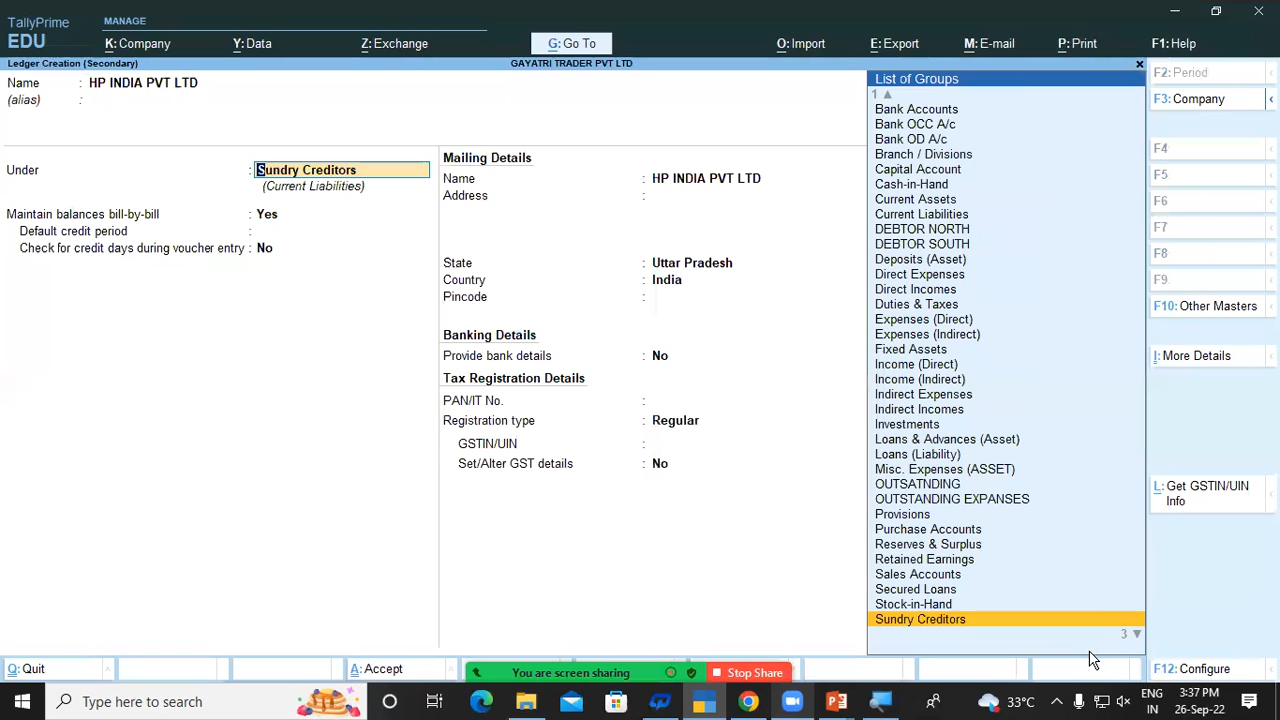 TallyPrime
EDU
MANAGE
K: Company
Y: Data
Z: Exchange
G: Go To
O: Import
E: Export
M: E-mail
P: Print
F1: Help
Ledger Creation (Secondary)
GAYATRI TRADER PVT LTD
Name : HP INDIA PVT LTD
(alias) :
Under : Sundry Creditors
(Current Liabilities)
Maintain balances bill-by-bill : Yes
Default credit period :
Check for credit days during voucher entry : No
Mailing Details
Name : HP INDIA PVT LTD
Address :
State : Uttar Pradesh
Country : India
Pincode :
Banking Details
Provide bank details : No
Tax Registration Details
PAN/IT No. :
Registration type : Regular
GSTIN/UIN :
Set/Alter GST details : No
List of Groups
1
Bank Accounts
Bank OCC A/c
Bank OD A/c
Branch / Divisions
Capital Account
Cash-in-Hand
Current Assets
Current Liabilities
DEBTOR NORTH
DEBTOR SOUTH
Deposits (Asset)
Direct Expenses
Direct Incomes
Duties & Taxes
Expenses (Direct)
Expenses (Indirect)
Fixed Assets
Income (Direct)
Income (Indirect)
Indirect Expenses
Indirect Incomes
Investments
Loans & Advances (Asset)
Loans (Liability)
Misc. Expenses (ASSET)
OUTSATNDING
OUTSTANDING EXPANSES
Provisions
Purchase Accounts
Reserves & Surplus
Retained Earnings
Sales Accounts
Secured Loans
Stock-in-Hand
Sundry Creditors
3
F2: Period
F3: Company
F4
F5
F6
F7
F8
F9
F10: Other Masters
I: More Details
L: Get GSTIN/UIN
Info
Q: Quit
A: Accept
F12: Configure
You are screen sharing
Stop Share
Type here to search
33°C
ENG
IN
3:37 PM
26-Sep-22